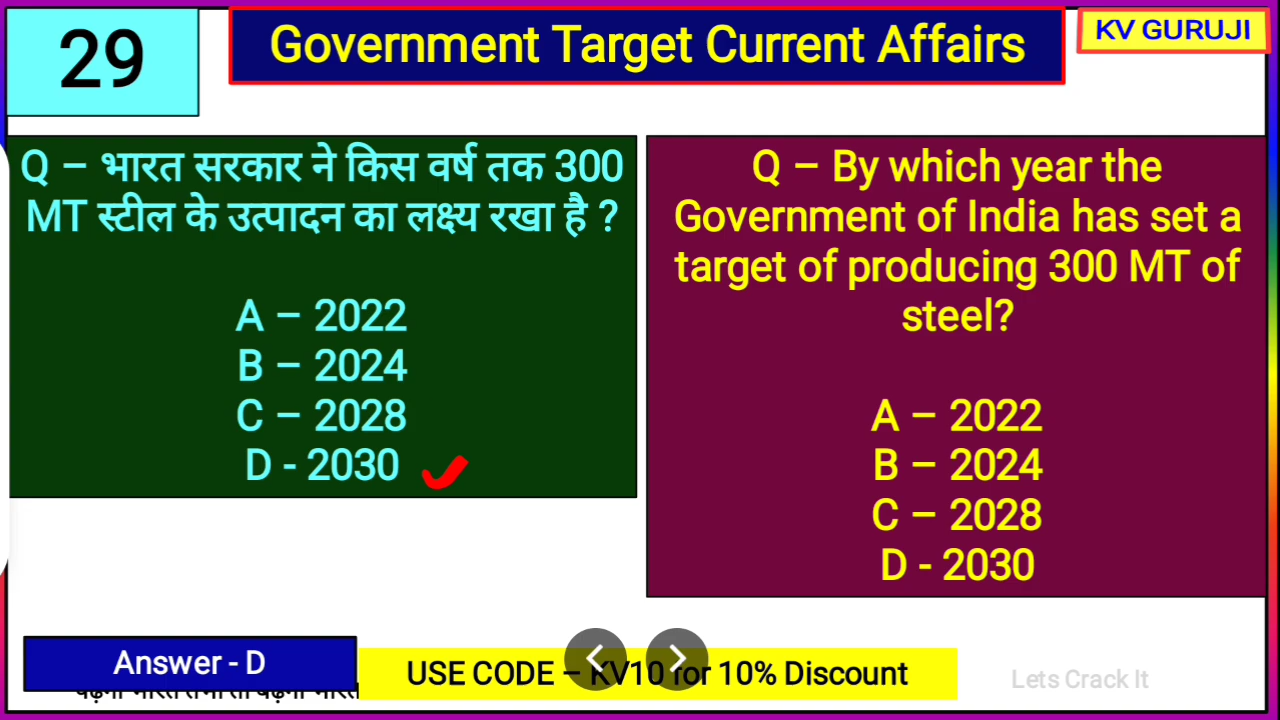 29
Government Target Current Affairs
KV GURUJI
Q – भारत सरकार ने किस वर्ष तक 300
MT स्टील के उत्पादन का लक्ष्य रखा है ?
A – 2022
B – 2024
C – 2028
D - 2030
Q – By which year the
Government of India has set a
target of producing 300 MT of
steel?
A – 2022
B – 2024
C – 2028
D - 2030
Answer - D
USE CODE – KV10 for 10% Discount
Lets Crack It